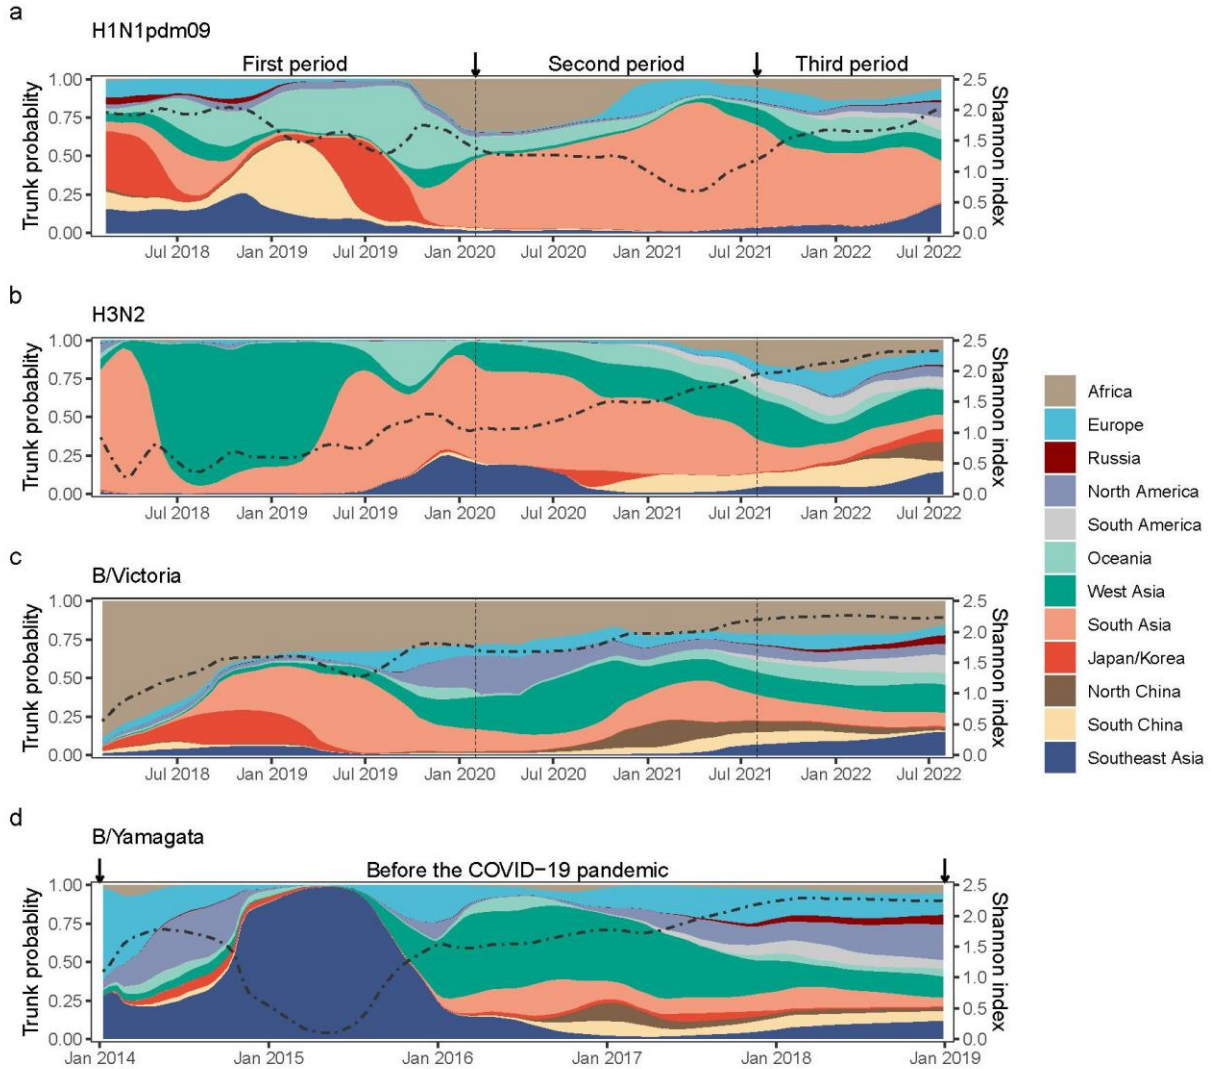 a
H1N1pdm09
First period
Second period
Third period
Trunk probablity
1.00
0.75
0.50
0.25
0.00
Shannon index
2.5
2.0
1.5
1.0
0.5
0.0
Jul 2018
Jan 2019
Jul 2019
Jan 2020
Jul 2020
Jan 2021
Jul 2021
Jan 2022
Jul 2022
b
H3N2
Trunk probablity
1.00
0.75
0.50
0.25
0.00
Shannon index
2.5
2.0
1.5
1.0
0.5
0.0
Jul 2018
Jan 2019
Jul 2019
Jan 2020
Jul 2020
Jan 2021
Jul 2021
Jan 2022
Jul 2022
c
B/Victoria
Trunk probablity
1.00
0.75
0.50
0.25
0.00
Shannon index
2.5
2.0
1.5
1.0
0.5
0.0
Jul 2018
Jan 2019
Jul 2019
Jan 2020
Jul 2020
Jan 2021
Jul 2021
Jan 2022
Jul 2022
d
B/Yamagata
Before the COVID−19 pandemic
Trunk probablity
1.00
0.75
0.50
0.25
0.00
Shannon index
2.5
2.0
1.5
1.0
0.5
0.0
Jan 2014
Jan 2015
Jan 2016
Jan 2017
Jan 2018
Jan 2019
Africa
Europe
Russia
North America
South America
Oceania
West Asia
South Asia
Japan/Korea
North China
South China
Southeast Asia